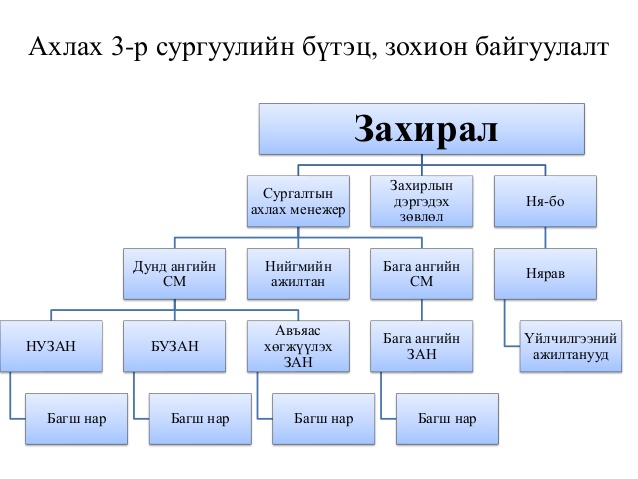 Ахлах 3-р сургуулийн бүтэц, зохион байгуулалт
Захирал
Сургалтын
ахлах менежер
Захирлын
дэргэдэх
зөвлөл
Ня-бо
Дунд ангийн
СМ
Нийгмийн
ажилтан
Бага ангийн
СМ
Нярав
НУЗАН
БУЗАН
Авъяас
хөгжүүлэх
ЗАН
Бага ангийн
ЗАН
Үйлчилгээний
ажилтанууд
Багш нар
Багш нар
Багш нар
Багш нар